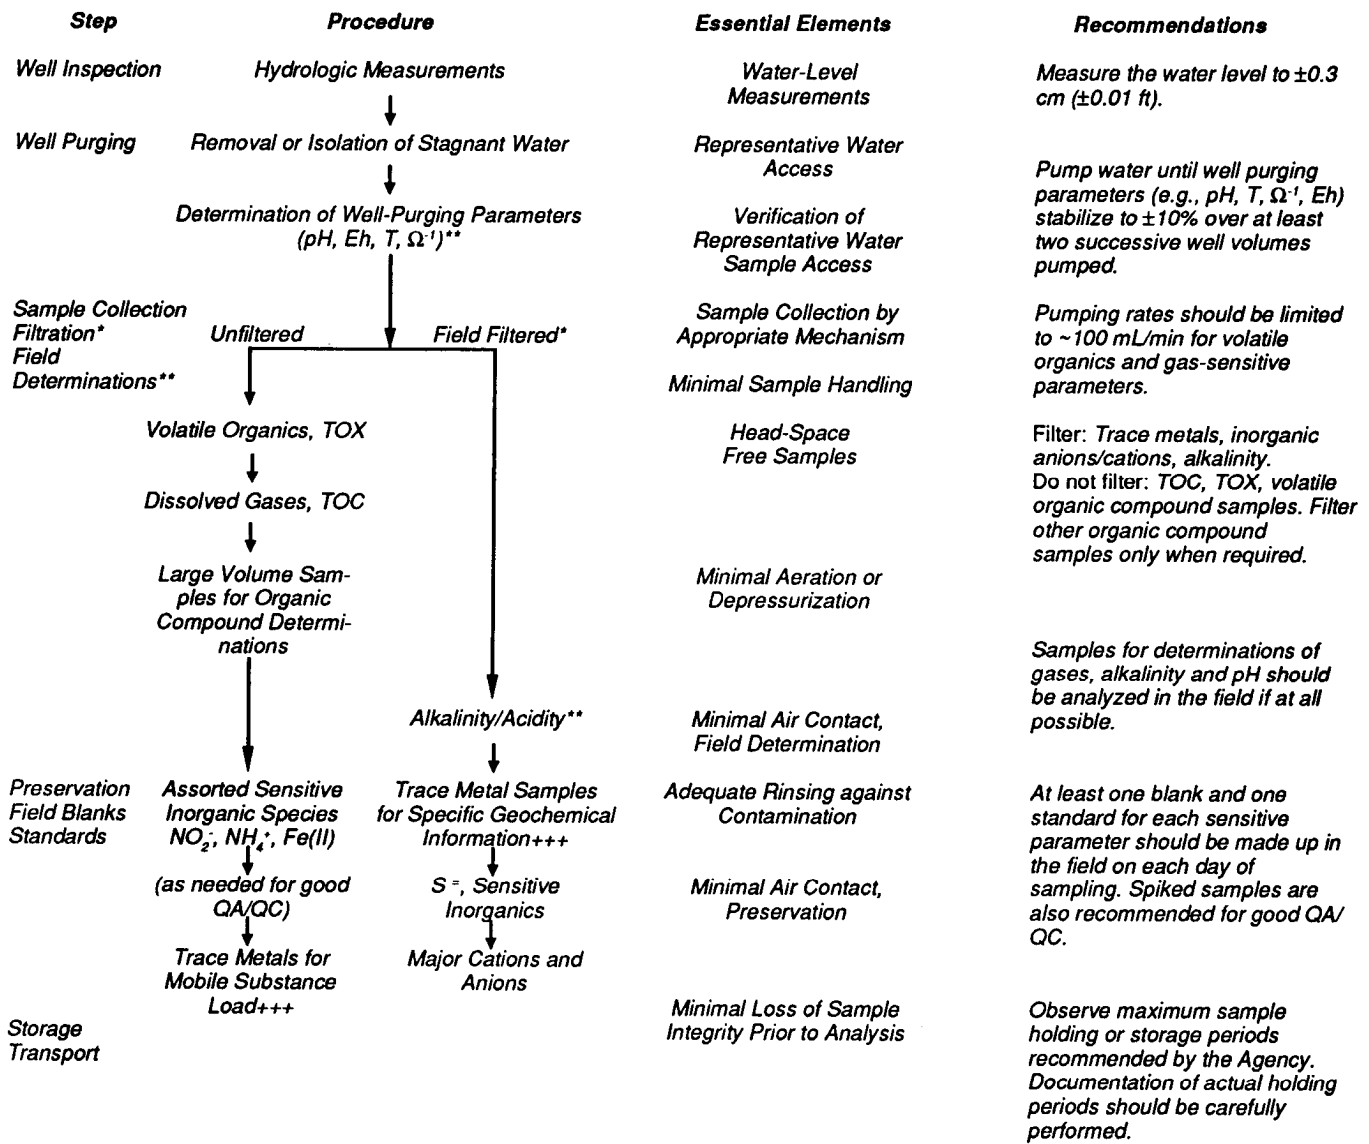 Step
Procedure
Essential Elements
Recommendations
Well Inspection
Hydrologic Measurements
Water-Level
Measurements
Measure the water level to ±0.3
cm (±0.01 ft).
Well Purging
Removal or Isolation of Stagnant Water
Representative Water
Access
Determination of Well-Purging Parameters
(pH, Eh, T, Ω⁻¹)**
Verification of
Representative Water
Sample Access
Pump water until well purging
parameters (e.g., pH, T, Ω⁻¹, Eh)
stabilize to ±10% over at least
two successive well volumes
pumped.
Sample Collection
Filtration*
Field
Determinations**
Unfiltered
Field Filtered*
Sample Collection by
Appropriate Mechanism
Minimal Sample Handling
Pumping rates should be limited
to ~100 mL/min for volatile
organics and gas-sensitive
parameters.
Volatile Organics, TOX
Head-Space
Free Samples
Filter: Trace metals, inorganic
anions/cations, alkalinity.
Do not filter: TOC, TOX, volatile
organic compound samples. Filter
other organic compound
samples only when required.
Dissolved Gases, TOC
Large Volume Sam-
ples for Organic
Compound Determi-
nations
Minimal Aeration or
Depressurization
Samples for determinations of
gases, alkalinity and pH should
be analyzed in the field if at all
possible.
Alkalinity/Acidity**
Minimal Air Contact,
Field Determination
Preservation
Field Blanks
Standards
Assorted Sensitive
Inorganic Species
NO₂⁻, NH₄⁺, Fe(II)
Trace Metal Samples
for Specific Geochemical
Information+++
Adequate Rinsing against
Contamination
At least one blank and one
standard for each sensitive
parameter should be made up in
the field on each day of
sampling. Spiked samples are
also recommended for good QA/
QC.
(as needed for good
QA/QC)
S⁼, Sensitive
Inorganics
Minimal Air Contact,
Preservation
Trace Metals for
Mobile Substance
Load+++
Major Cations and
Anions
Storage
Transport
Minimal Loss of Sample
Integrity Prior to Analysis
Observe maximum sample
holding or storage periods
recommended by the Agency.
Documentation of actual holding
periods should be carefully
performed.